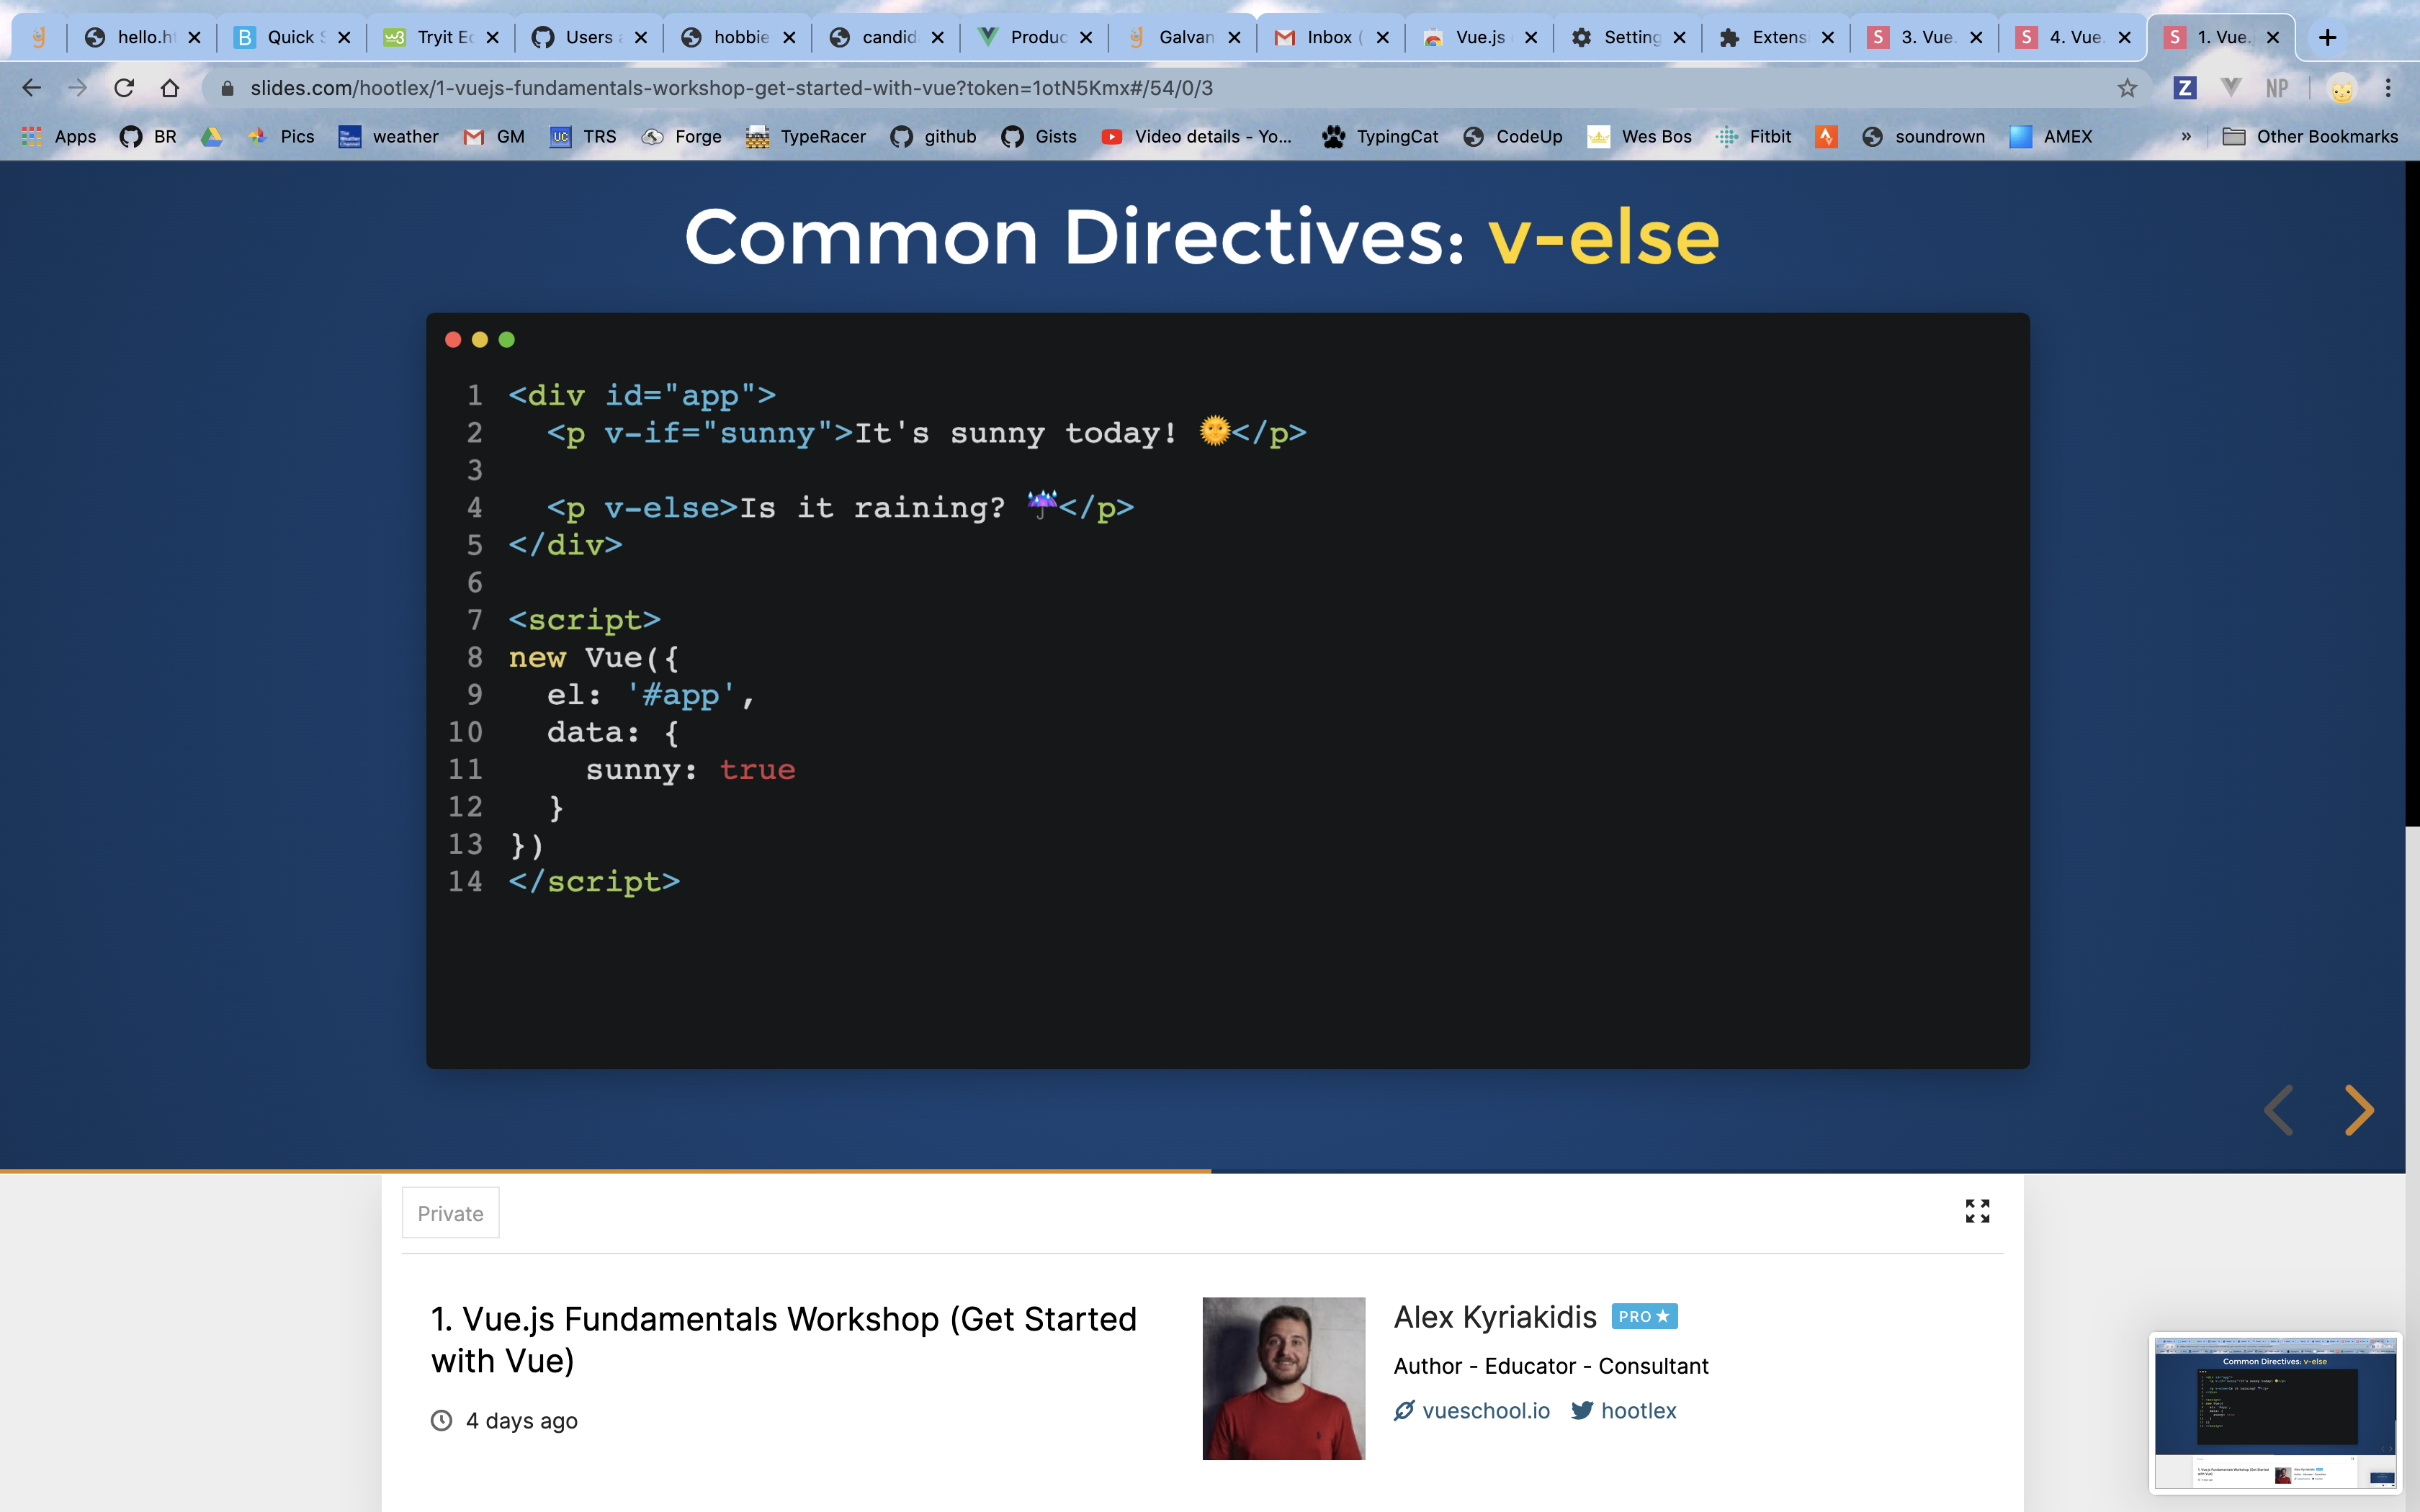 hello.h
Quick S
Tryit Ec
Users a
hobbie
candid
Produc
Galvan
Inbox (
Vue.js
Setting
Extensi
3. Vue.
4. Vue.
1. Vue.
slides.com/hootlex/1-vuejs-fundamentals-workshop-get-started-with-vue?token=1otN5Kmx#/54/0/3
Z NP
Apps BR Pics weather GM TRS Forge TypeRacer github Gists Video details - Yo... TypingCat CodeUp Wes Bos Fitbit soundrown AMEX » Other Bookmarks
Common Directives: v-else
1 <div id="app">
2   <p v-if="sunny">It's sunny today! 🌞</p>
3
4   <p v-else>Is it raining? ☔</p>
5 </div>
6
7 <script>
8 new Vue({
9   el: '#app',
10   data: {
11     sunny: true
12   }
13 })
14 </script>
Private
1. Vue.js Fundamentals Workshop (Get Started
with Vue)
4 days ago
Alex Kyriakidis PRO ★
Author - Educator - Consultant
vueschool.io hootlex
Common Directives: v-else